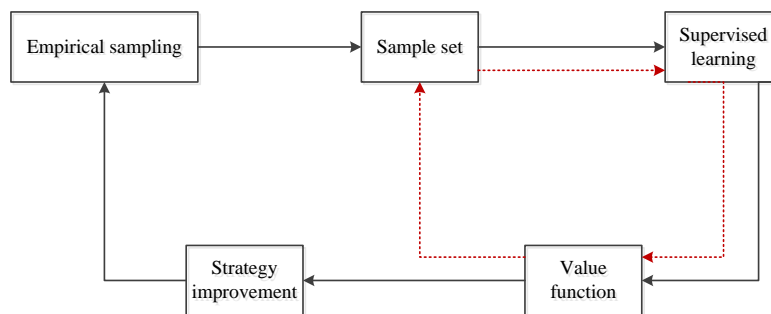 Empirical sampling
Sample set
Supervised
learning
Strategy
improvement
Value
function